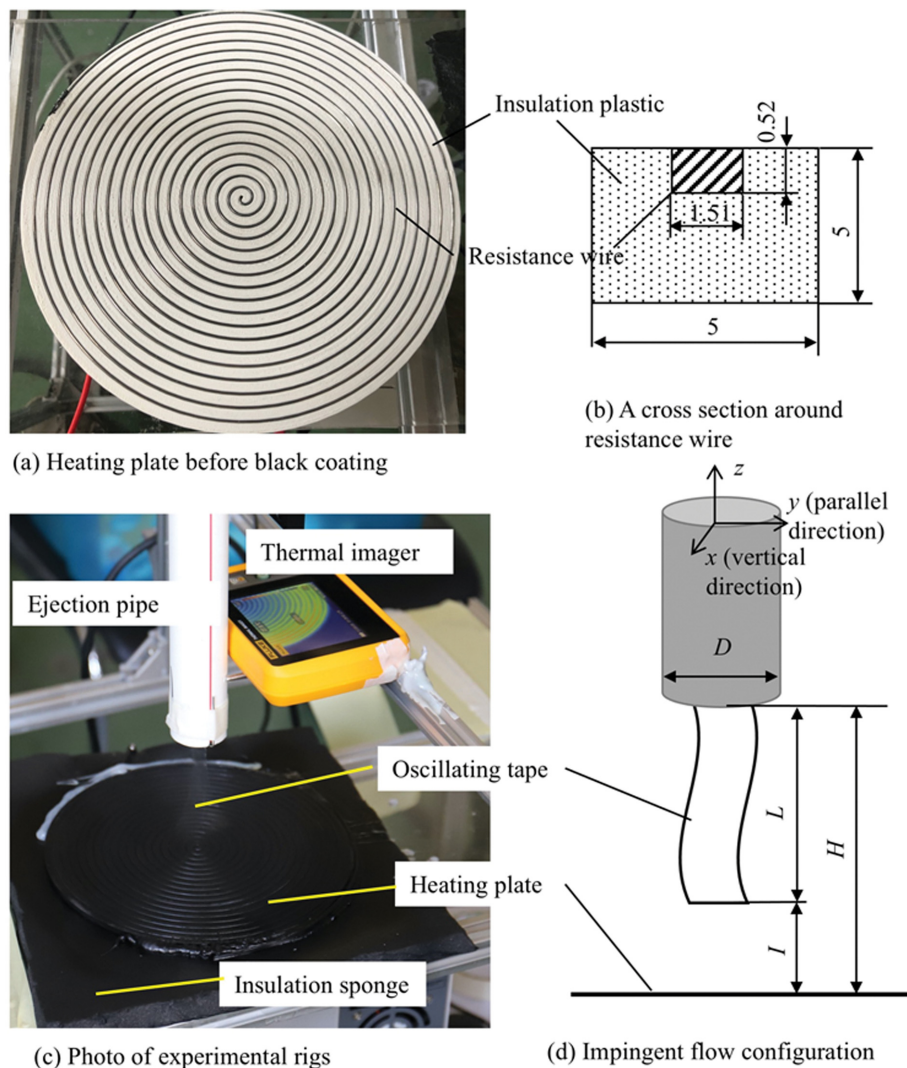 Insulation plastic
Resistance wire
0.52
1.51
5
5
(a) Heating plate before black coating
(b) A cross section around
resistance wire
Ejection pipe
Thermal imager
Oscillating tape
Heating plate
Insulation sponge
z
y (parallel
direction)
x (vertical
direction)
D
L
H
I
(c) Photo of experimental rigs
(d) Impingent flow configuration